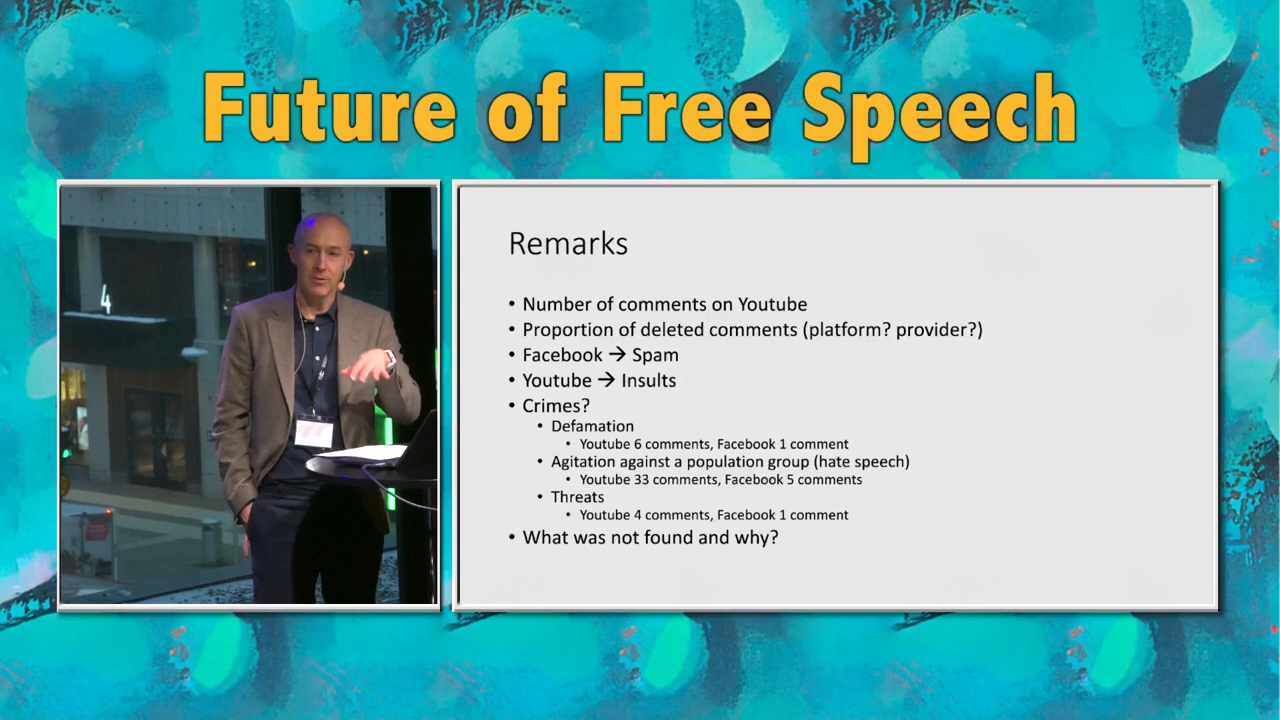 Future of Free Speech
4
Remarks
• Number of comments on Youtube
• Proportion of deleted comments (platform? provider?)
• Facebook → Spam
• Youtube → Insults
• Crimes?
• Defamation
• Youtube 6 comments, Facebook 1 comment
• Agitation against a population group (hate speech)
• Youtube 33 comments, Facebook 5 comments
• Threats
• Youtube 4 comments, Facebook 1 comment
• What was not found and why?